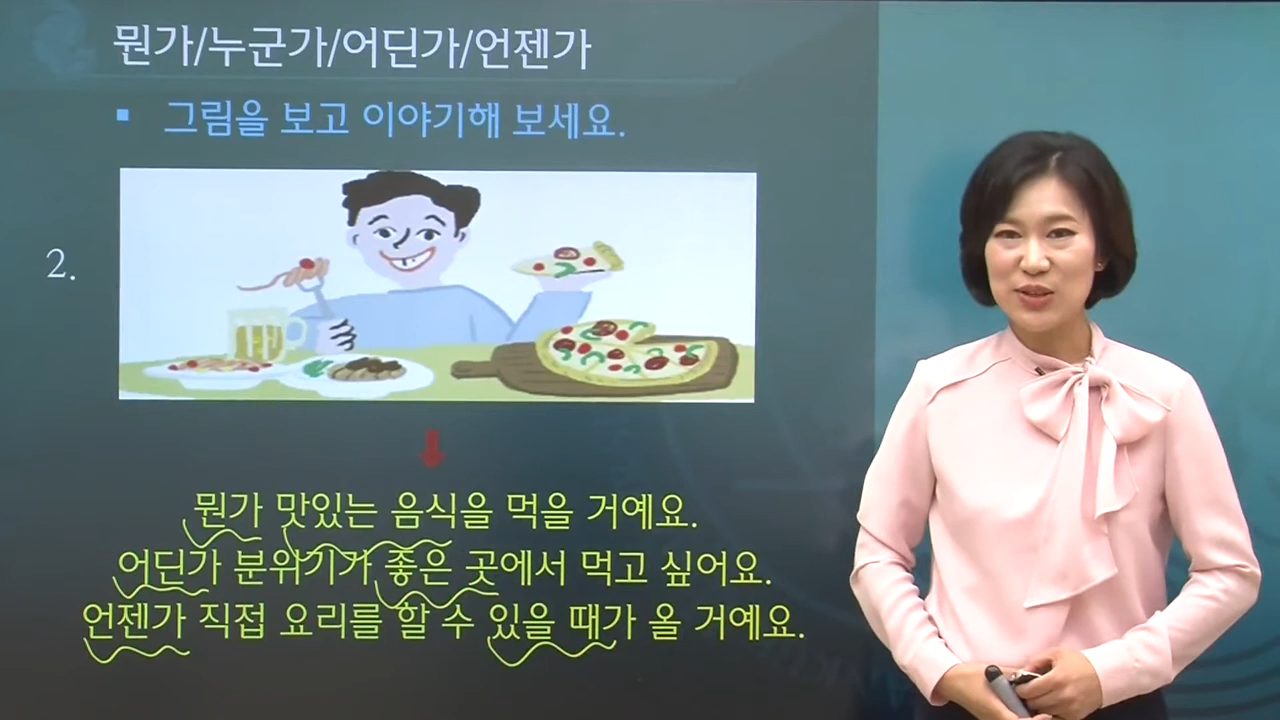 뭔가/누군가/어딘가/언젠가
▪ 그림을 보고 이야기해 보세요.
2.
뭔가 맛있는 음식을 먹을 거예요.
어딘가 분위기가 좋은 곳에서 먹고 싶어요.
언젠가 직접 요리를 할 수 있을 때가 올 거예요.